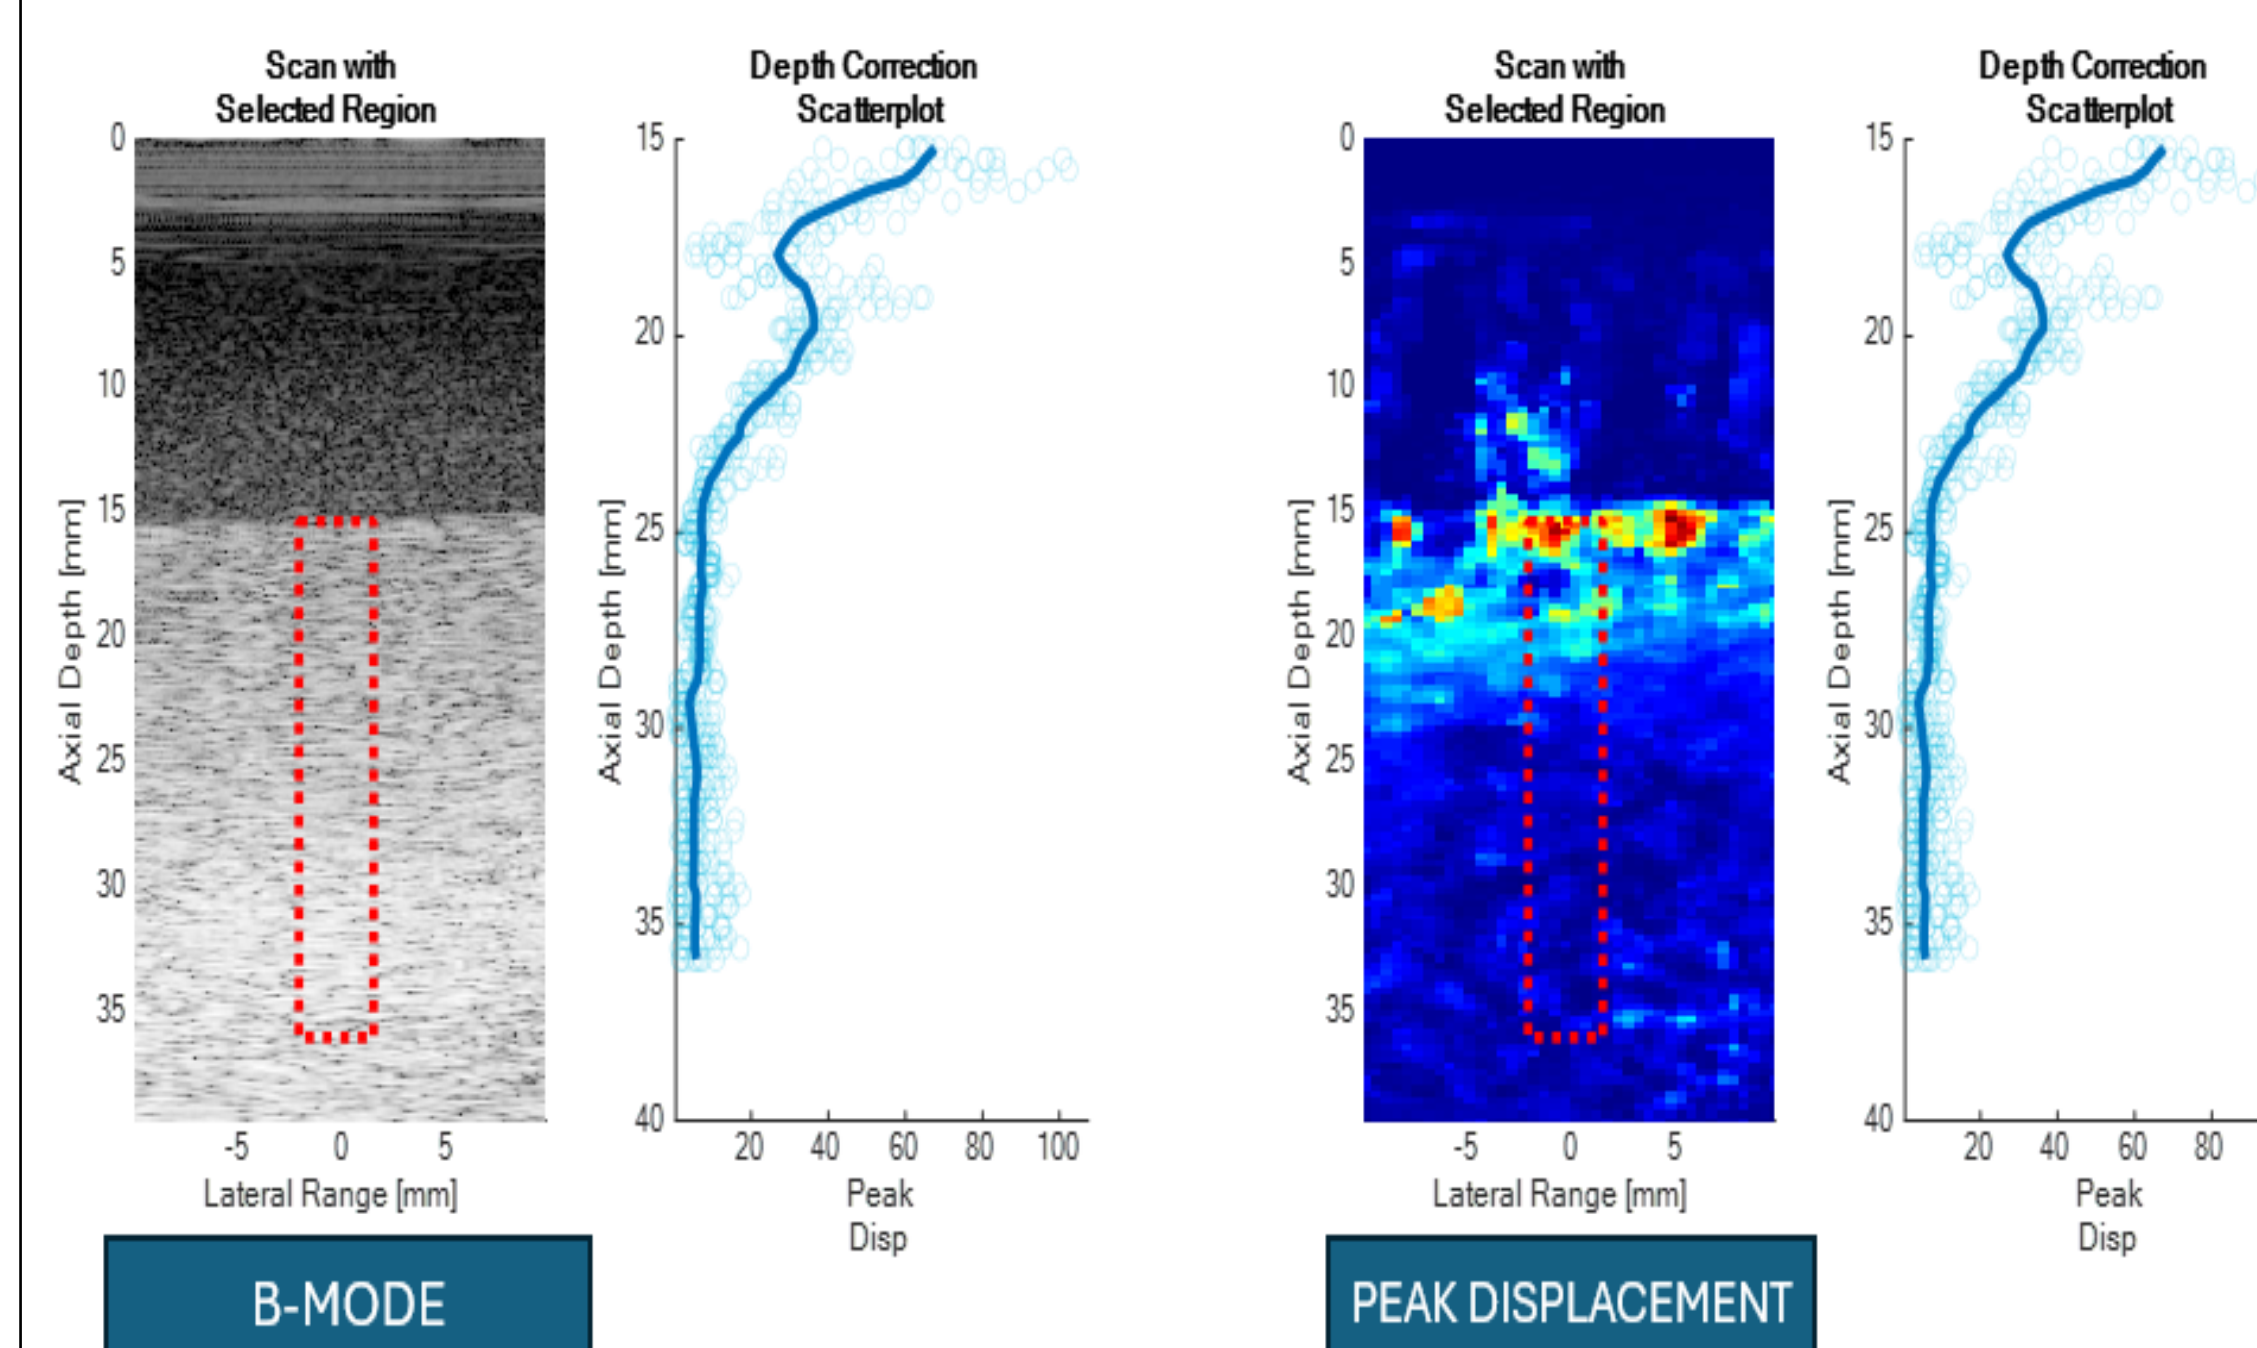 Scan with
Selected Region
0
5
10
15
20
25
30
35
Axial Depth [mm]
-5 0 5
Lateral Range [mm]
B-MODE
Depth Correction
Scatterplot
15
20
25
30
35
40
Axial Depth [mm]
20 40 60 80 100
Peak
Disp
Scan with
Selected Region
0
5
10
15
20
25
30
35
Axial Depth [mm]
-5 0 5
Lateral Range [mm]
PEAK DISPLACEMENT
Depth Correction
Scatterplot
15
20
25
30
35
40
Axial Depth [mm]
20 40 60 80
Peak
Disp